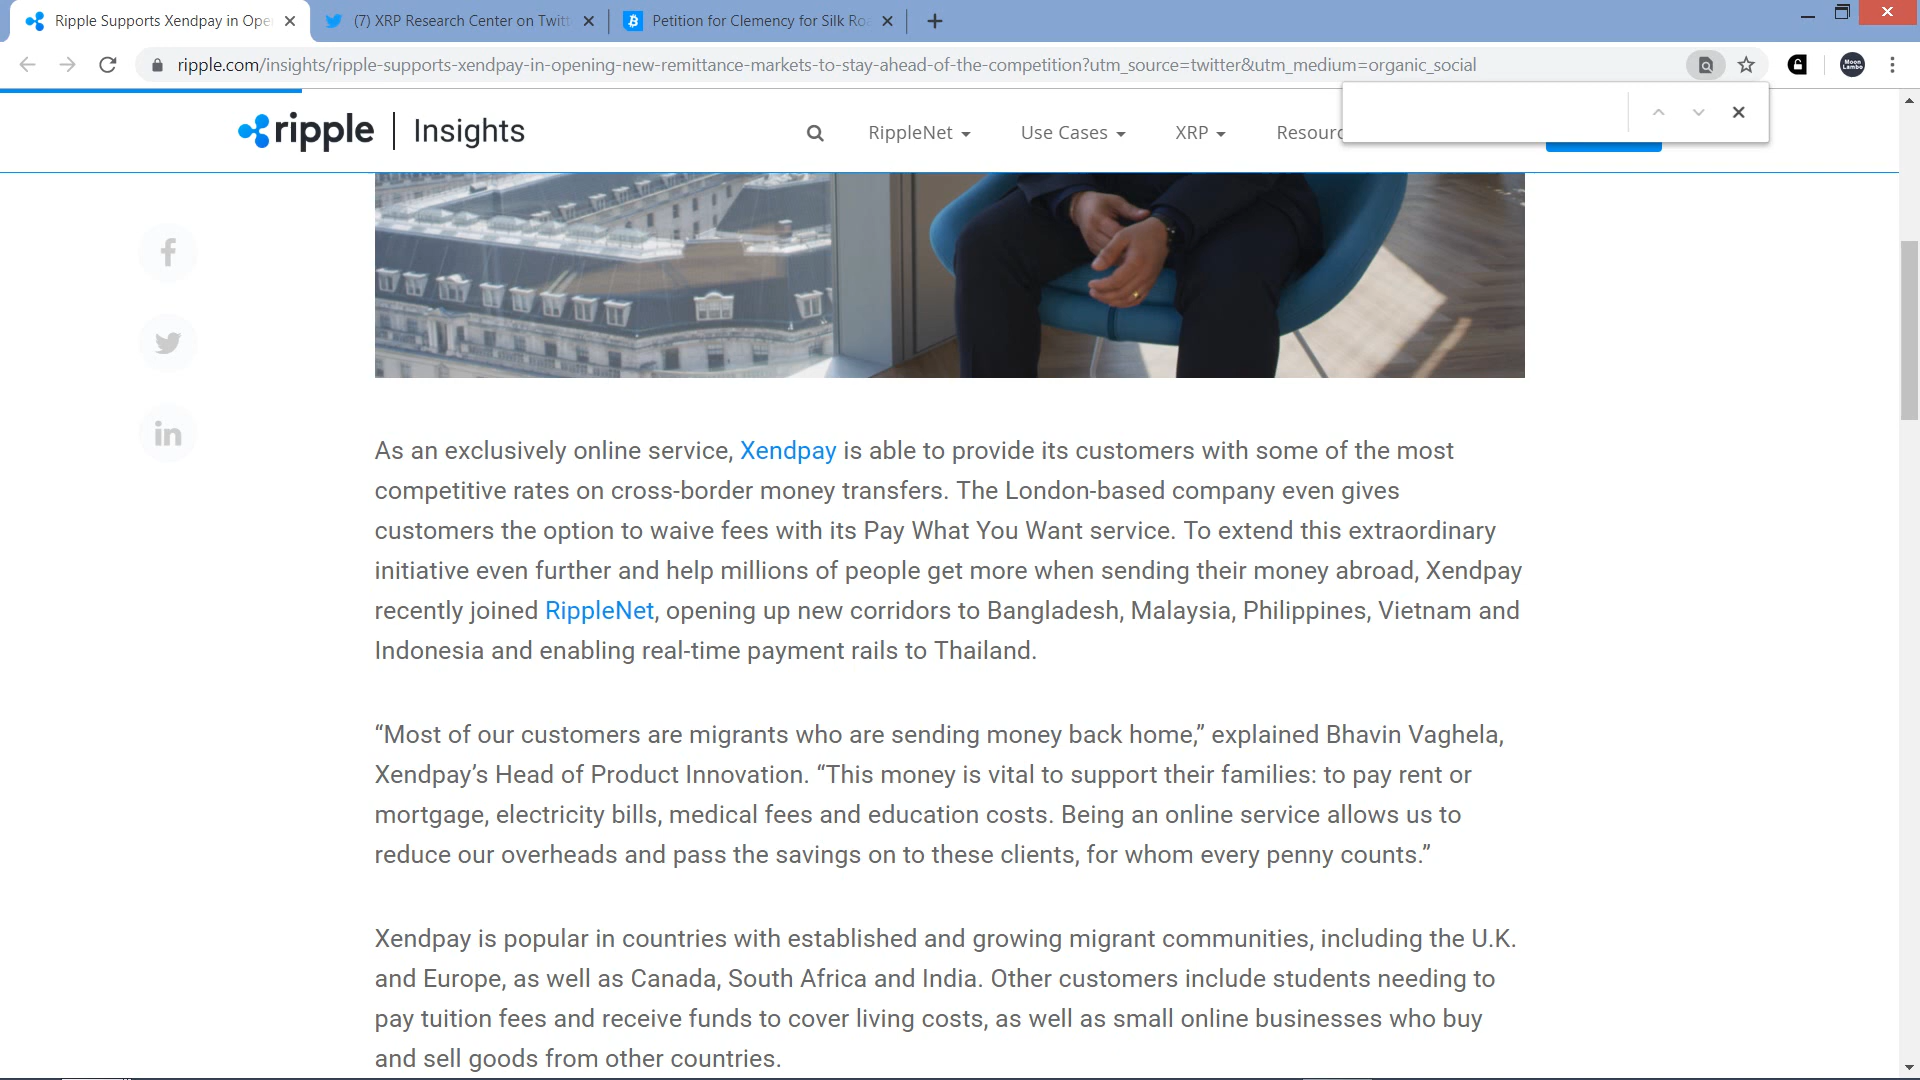 Ripple Supports Xendpay in Ope
(7) XRP Research Center on Twitt
Petition for Clemency for Silk Ro
ripple.com/insights/ripple-supports-xendpay-in-opening-new-remittance-markets-to-stay-ahead-of-the-competition?utm_source=twitter&utm_medium=organic_social
Moon Lambo
ripple | Insights
RippleNet
Use Cases
XRP
Resourc
As an exclusively online service, Xendpay is able to provide its customers with some of the most
competitive rates on cross-border money transfers. The London-based company even gives
customers the option to waive fees with its Pay What You Want service. To extend this extraordinary
initiative even further and help millions of people get more when sending their money abroad, Xendpay
recently joined RippleNet, opening up new corridors to Bangladesh, Malaysia, Philippines, Vietnam and
Indonesia and enabling real-time payment rails to Thailand.
“Most of our customers are migrants who are sending money back home,” explained Bhavin Vaghela,
Xendpay’s Head of Product Innovation. “This money is vital to support their families: to pay rent or
mortgage, electricity bills, medical fees and education costs. Being an online service allows us to
reduce our overheads and pass the savings on to these clients, for whom every penny counts.”
Xendpay is popular in countries with established and growing migrant communities, including the U.K.
and Europe, as well as Canada, South Africa and India. Other customers include students needing to
pay tuition fees and receive funds to cover living costs, as well as small online businesses who buy
and sell goods from other countries.